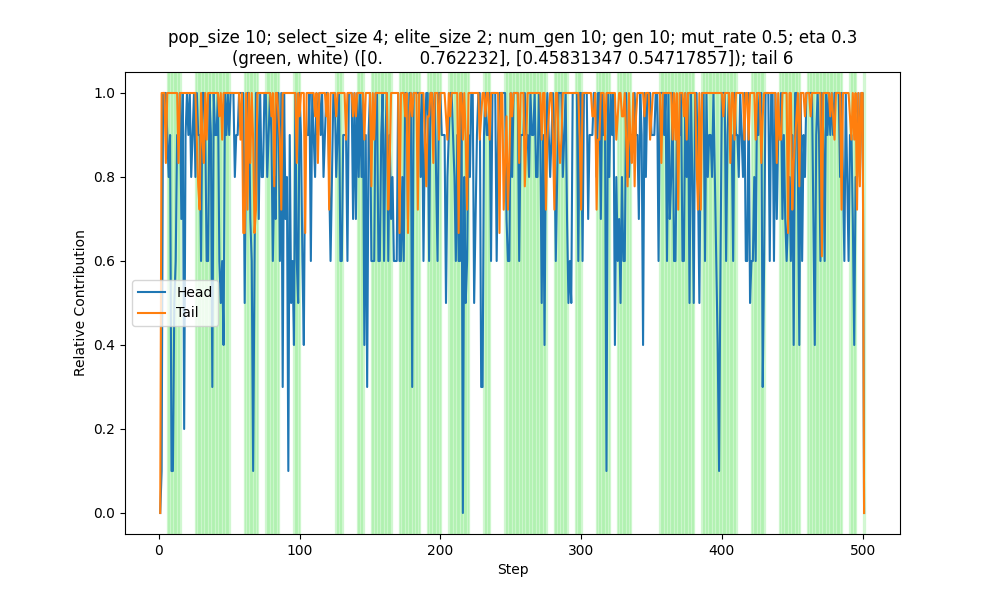 pop_size 10; select_size 4; elite_size 2; num_gen 10; gen 10; mut_rate 0.5; eta 0.3
(green, white) ([0.       0.762232], [0.45831347 0.54717857]); tail 6
1.0
0.8
0.6
0.4
0.2
0.0
Relative Contribution
Head
Tail
0
100
200
300
400
500
Step